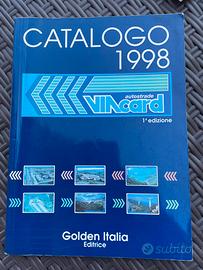 CATALOGO
1998
autostrade
VIAcard
1ª edizione
Golden Italia
Editrice
subito